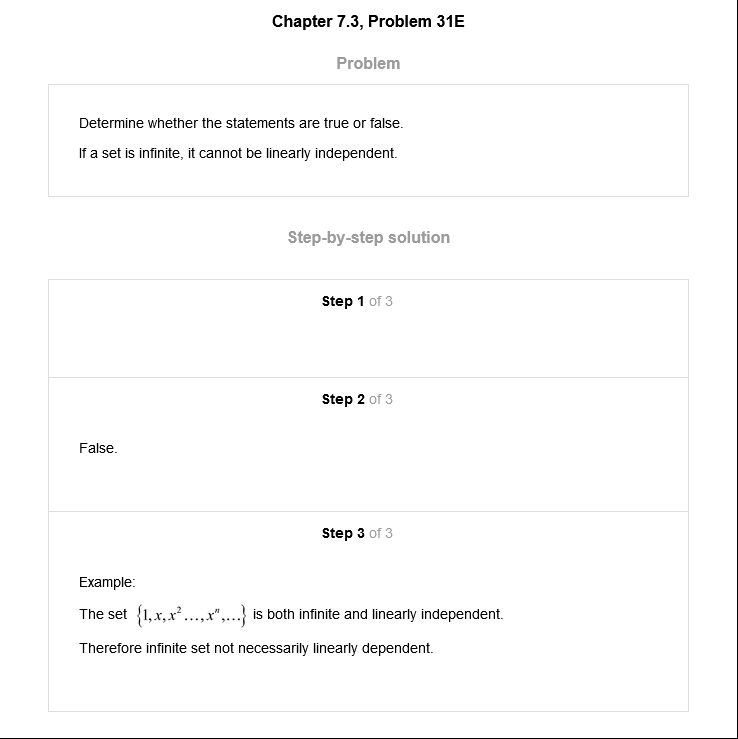 Chapter 7.3, Problem 31E
Problem
Determine whether the statements are true or false.
If a set is infinite, it cannot be linearly independent.
Step-by-step solution
Step 1 of 3
Step 2 of 3
False.
Step 3 of 3
Example:
The set {1, x, x² ..., xⁿ, ...} is both infinite and linearly independent.
Therefore infinite set not necessarily linearly dependent.